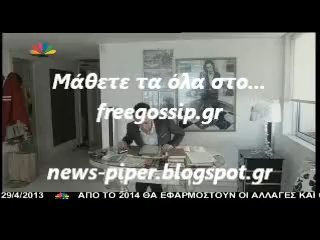 Μάθετε τα όλα στο...
freegossip.gr
news-piper.blogspot.gr
29/4/2013 ΑΠΟ ΤΟ 2014 ΘΑ ΕΦΑΡΜΟΣΤΟΥΝ ΟΙ ΑΛΛΑΓΕΣ ΚΑΙ